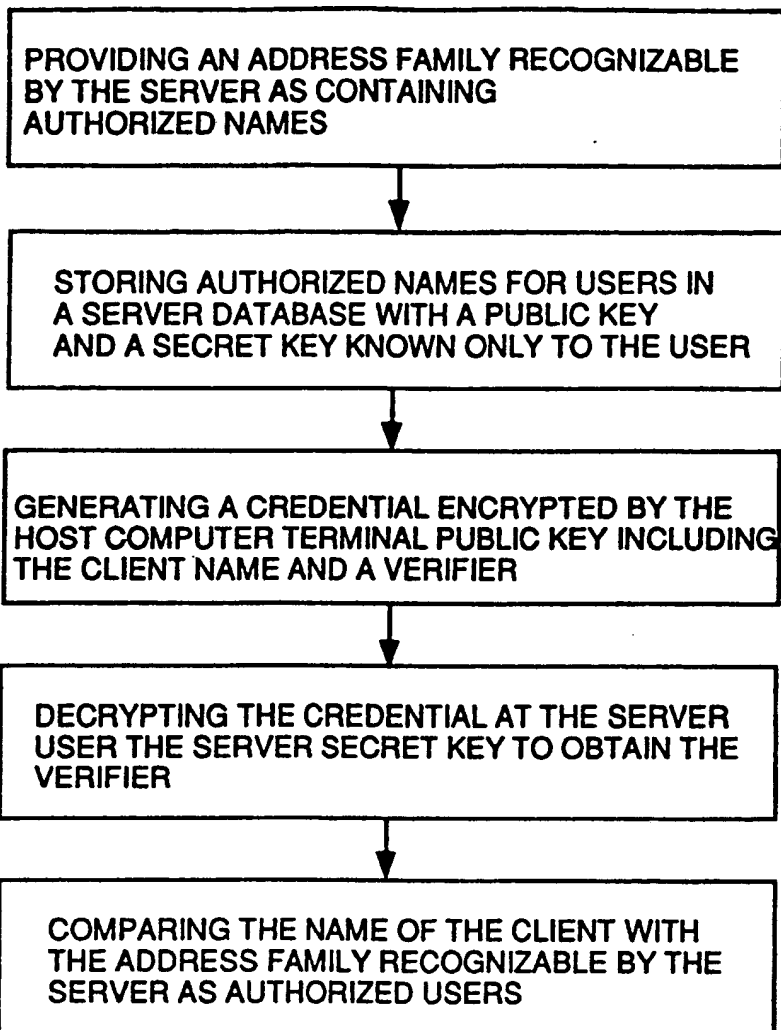 PROVIDING AN ADDRESS FAMILY RECOGNIZABLE
BY THE SERVER AS CONTAINING
AUTHORIZED NAMES
STORING AUTHORIZED NAMES FOR USERS IN
A SERVER DATABASE WITH A PUBLIC KEY
AND A SECRET KEY KNOWN ONLY TO THE USER
GENERATING A CREDENTIAL ENCRYPTED BY THE
HOST COMPUTER TERMINAL PUBLIC KEY INCLUDING
THE CLIENT NAME AND A VERIFIER
DECRYPTING THE CREDENTIAL AT THE SERVER
USER THE SERVER SECRET KEY TO OBTAIN THE
VERIFIER
COMPARING THE NAME OF THE CLIENT WITH
THE ADDRESS FAMILY RECOGNIZABLE BY THE
SERVER AS AUTHORIZED USERS